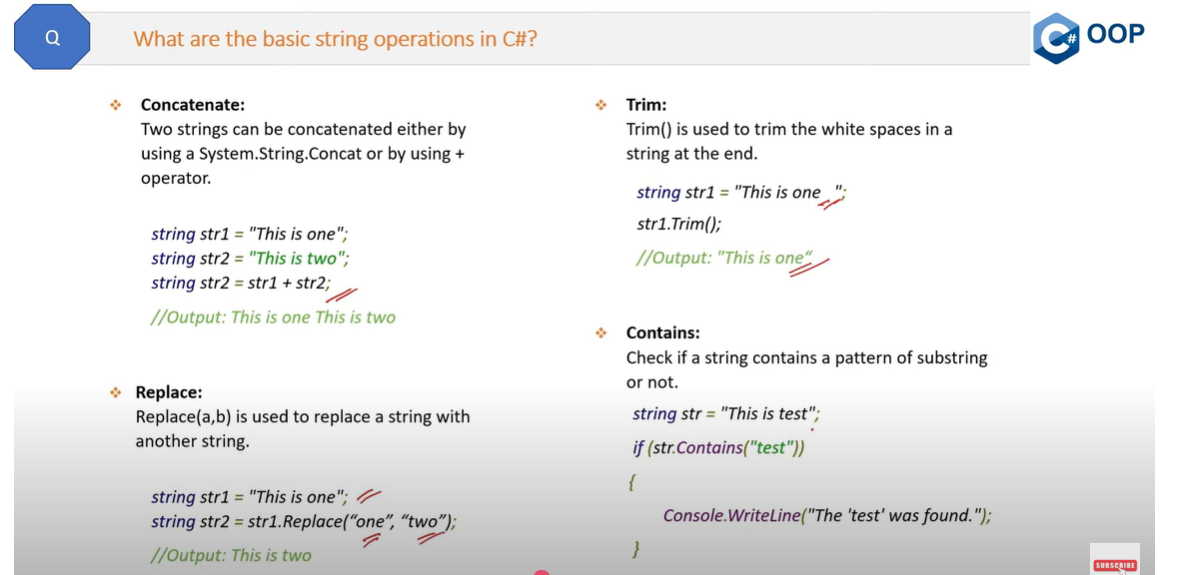 Q
What are the basic string operations in C#?
C# OOP
❖ Concatenate:
Two strings can be concatenated either by
using a System.String.Concat or by using +
operator.
string str1 = "This is one";
string str2 = "This is two";
string str2 = str1 + str2;
//Output: This is one This is two
❖ Replace:
Replace(a,b) is used to replace a string with
another string.
string str1 = "This is one";
string str2 = str1.Replace(“one”, “two”);
//Output: This is two
❖ Trim:
Trim() is used to trim the white spaces in a
string at the end.
string str1 = "This is one   ";
str1.Trim();
//Output: "This is one“
❖ Contains:
Check if a string contains a pattern of substring
or not.
string str = "This is test";
if (str.Contains("test"))
{
Console.WriteLine("The 'test' was found.");
}
SUBSCRIBE